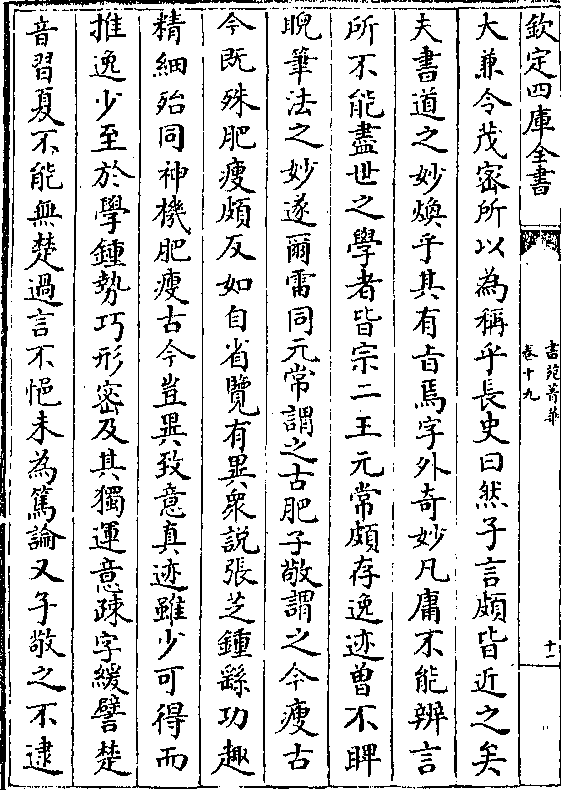 欽定四庫全書
書苑菁華
卷十九
十一
大兼令茂密所以為稱乎長史曰然子言頗皆近之矣
夫書道之妙煥乎其有㫖焉字外奇妙凡庸不能辨言
所不能盡世之學者皆宗二王元常頗存逸迹曾不睥
睨筆法之妙遂爾雷同元常謂之古肥子敬謂之今瘦古
今既殊肥瘦頗反如自省覽有異衆說張芝鍾繇功趣
精細殆同神機肥瘦古今豈異致意真迹雖少可得而
推逸少至於學鍾勢巧形密及其獨運意疎字緩譬楚
音習夏不能無楚過言不悒未為篤論又子敬之不逮